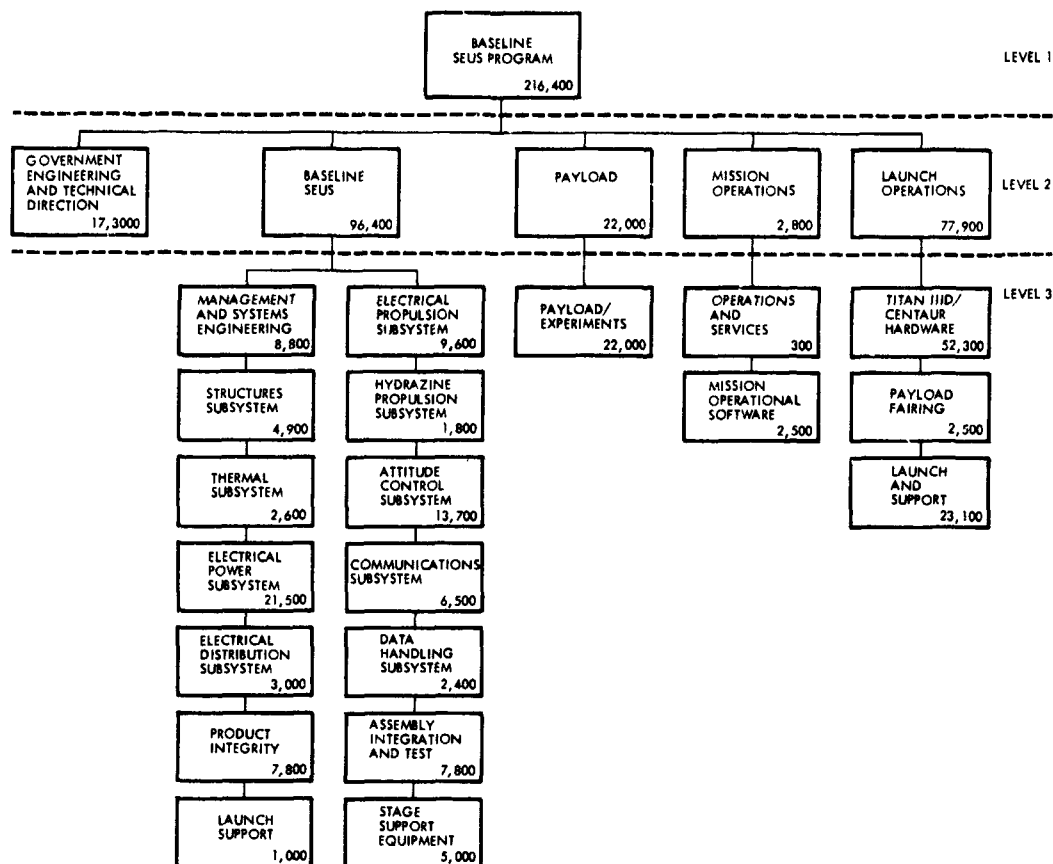 BASELINE
SEUS PROGRAM
216,400
LEVEL 1
GOVERNMENT
ENGINEERING
AND TECHNICAL
DIRECTION
17,3000
BASELINE
SEUS
96,400
PAYLOAD
22,000
MISSION
OPERATIONS
2,800
LAUNCH
OPERATIONS
77,900
LEVEL 2
MANAGEMENT
AND SYSTEMS
ENGINEERING
8,800
ELECTRICAL
PROPULSION
SUBSYSTEM
9,600
PAYLOAD/
EXPERIMENTS
22,000
OPERATIONS
AND
SERVICES
300
TITAN IIID/
CENTAUR
HARDWARE
52,300
LEVEL 3
STRUCTURES
SUBSYSTEM
4,900
HYDRAZINE
PROPULSION
SUBSYSTEM
1,800
MISSION
OPERATIONAL
SOFTWARE
2,500
PAYLOAD
FAIRING
2,500
THERMAL
SUBSYSTEM
2,600
ATTITUDE
CONTROL
SUBSYSTEM
13,700
LAUNCH
AND
SUPPORT
23,100
ELECTRICAL
POWER
SUBSYSTEM
21,500
COMMUNICATIONS
SUBSYSTEM
6,500
ELECTRICAL
DISTRIBUTION
SUBSYSTEM
3,000
DATA
HANDLING
SUBSYSTEM
2,400
PRODUCT
INTEGRITY
7,800
ASSEMBLY
INTEGRATION
AND TEST
7,800
LAUNCH
SUPPORT
1,000
STAGE
SUPPORT
EQUIPMENT
5,000